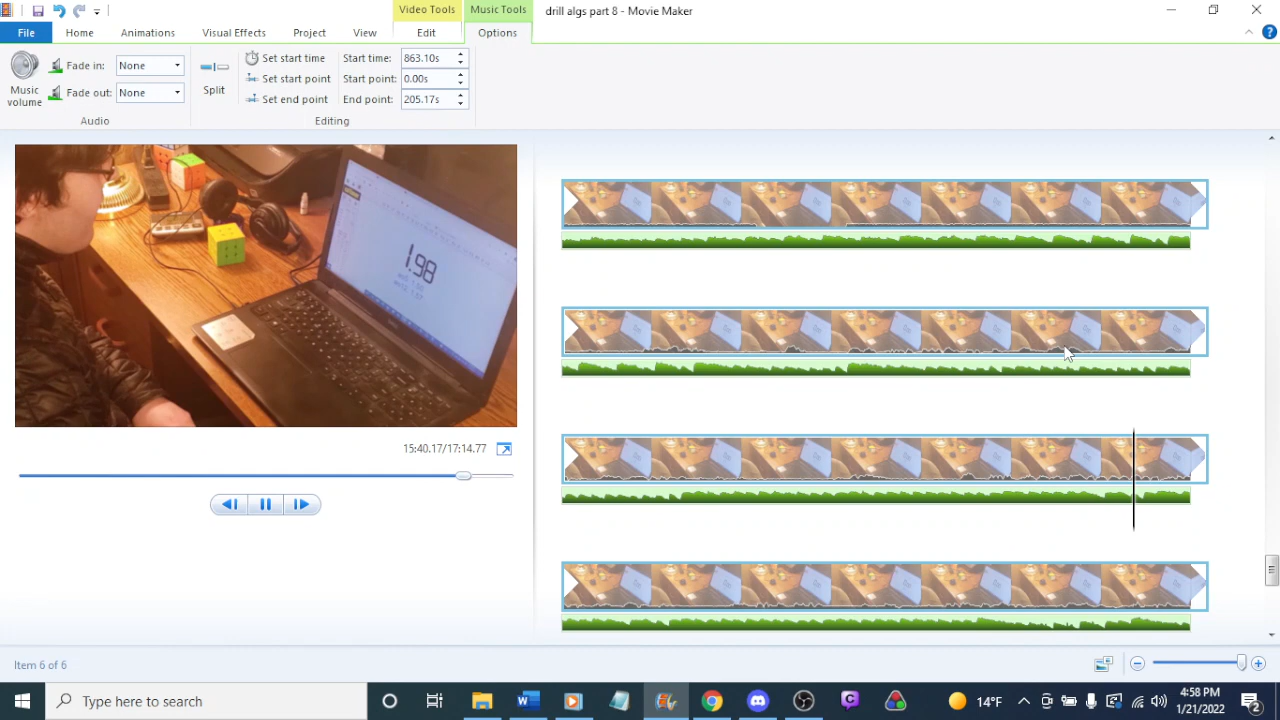 Video Tools
Music Tools
drill algs part 8 - Movie Maker
File
Home
Animations
Visual Effects
Project
View
Edit
Options
Music volume
Fade in:
None
Fade out:
None
Audio
Split
Set start time
Set start point
Set end point
Start time:
863.10s
Start point:
0.00s
End point:
205.17s
Editing
1.98
15:40.17/17:14.77
Item 6 of 6
Type here to search
14°F
4:58 PM
1/21/2022
2